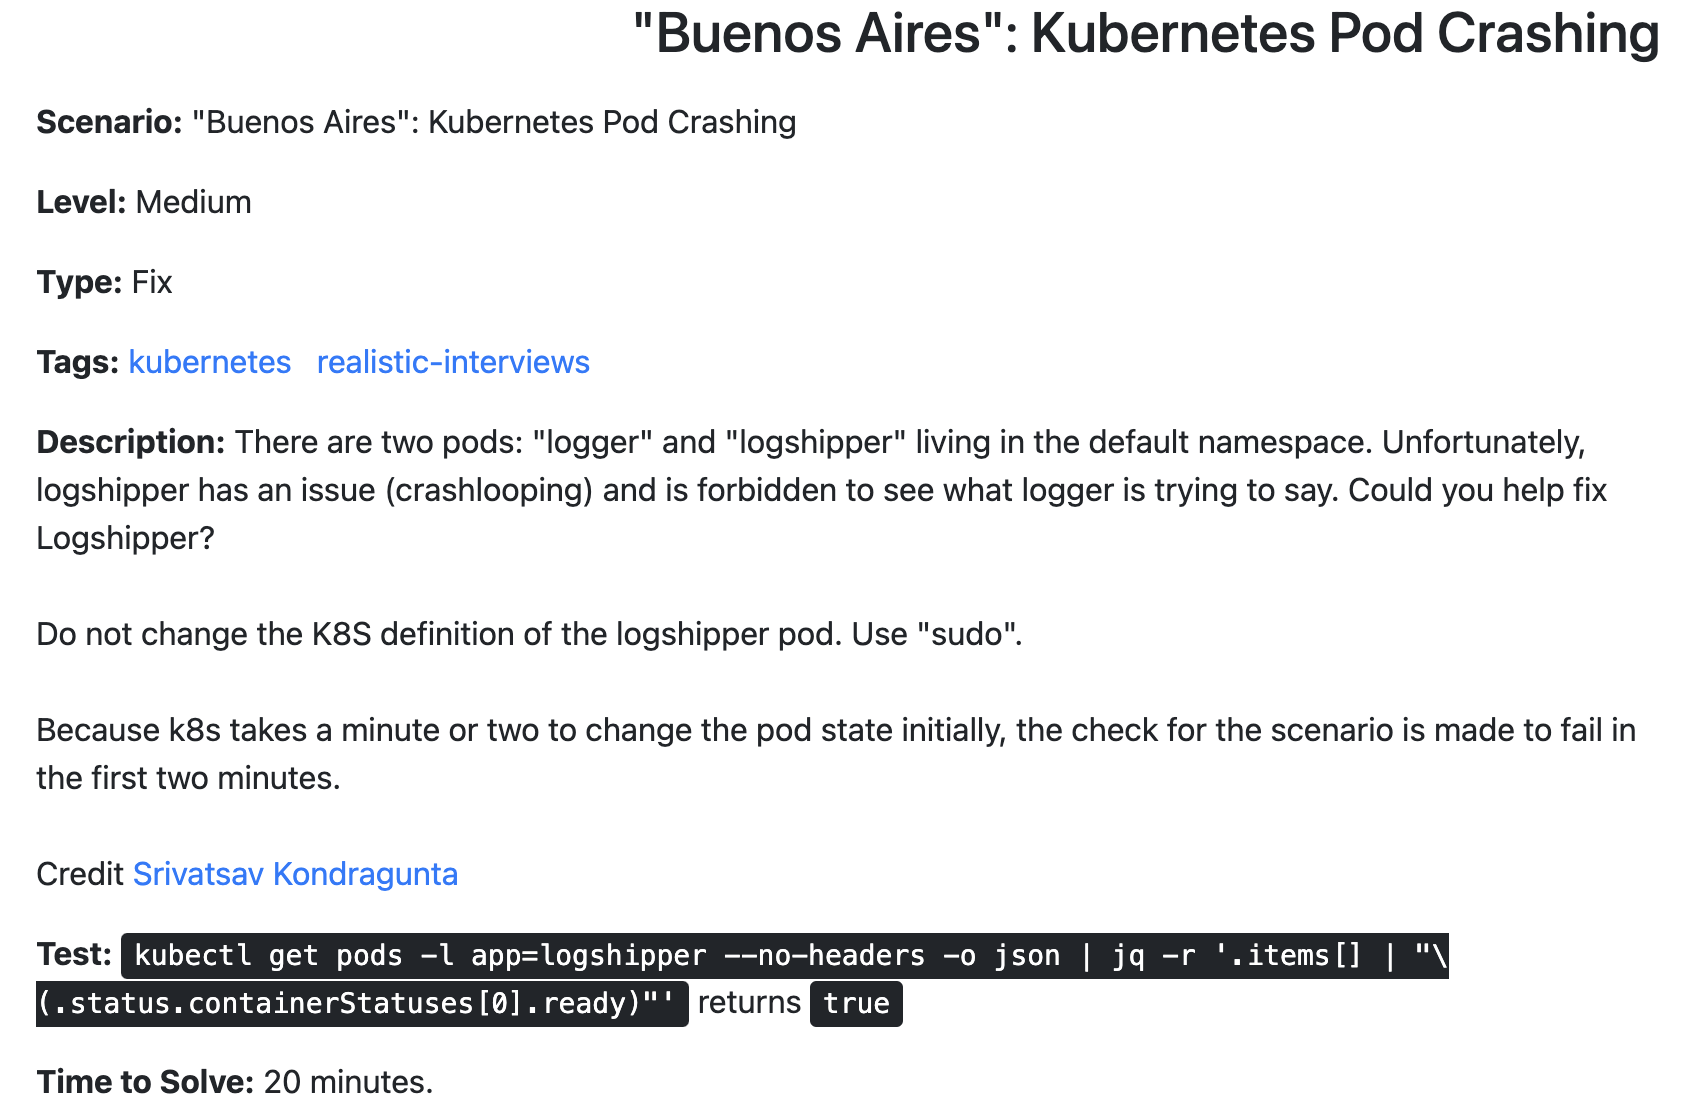 "Buenos Aires": Kubernetes Pod Crashing
Scenario: "Buenos Aires": Kubernetes Pod Crashing
Level: Medium
Type: Fix
Tags: kubernetes realistic-interviews
Description: There are two pods: "logger" and "logshipper" living in the default namespace. Unfortunately,
logshipper has an issue (crashlooping) and is forbidden to see what logger is trying to say. Could you help fix
Logshipper?
Do not change the K8S definition of the logshipper pod. Use "sudo".
Because k8s takes a minute or two to change the pod state initially, the check for the scenario is made to fail in
the first two minutes.
Credit Srivatsav Kondragunta
Test: kubectl get pods -l app=logshipper --no-headers -o json | jq -r '.items[] | "\
(.status.containerStatuses[0].ready)"' returns true
Time to Solve: 20 minutes.